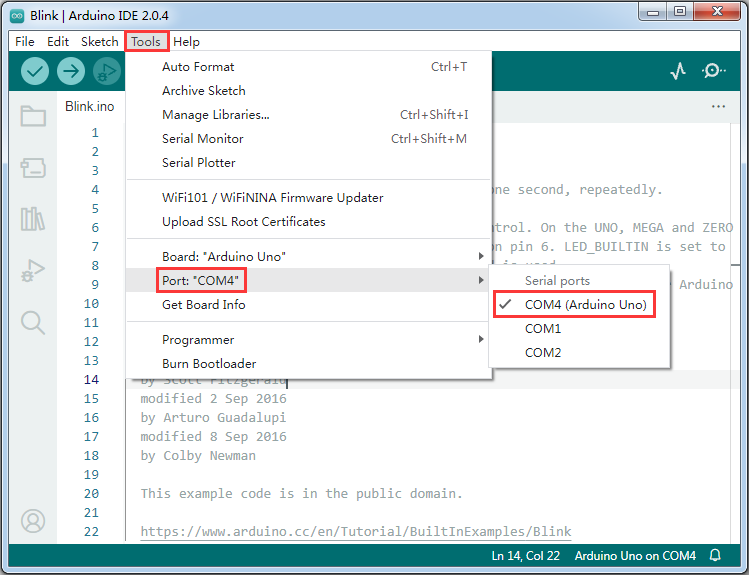 Blink | Arduino IDE 2.0.4
File Edit Sketch Tools Help
Auto Format Ctrl+T
Archive Sketch
Manage Libraries... Ctrl+Shift+I
Serial Monitor Ctrl+Shift+M
Serial Plotter
WiFi101 / WiFiNINA Firmware Updater
Upload SSL Root Certificates
Board: "Arduino Uno"
Port: "COM4"
Get Board Info
Programmer
Burn Bootloader
Serial ports
COM4 (Arduino Uno)
COM1
COM2
Blink.ino
1
2
3
4 one second, repeatedly.
5
6 trol. On the UNO, MEGA and ZERO
7 on pin 6. LED_BUILTIN is set to
8 is used.
9 Arduino
10
11
12
13
14 by Scott Fitzgerald
15 modified 2 Sep 2016
16 by Arturo Guadalupi
17 modified 8 Sep 2016
18 by Colby Newman
19
20 This example code is in the public domain.
21
22 https://www.arduino.cc/en/Tutorial/BuiltInExamples/Blink
Ln 14, Col 22 Arduino Uno on COM4